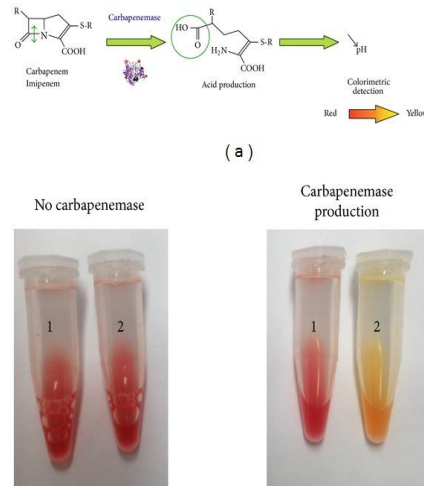 R
Carbapenemase
R
HO
S-R
S-R
N
O
COOH
O
H₂N
COOH
pH
Carbapenem
Imipenem
Acid production
Colorimetric
detection
Red
Yellow
(a)
No carbapenemase
Carbapenemase
production
1
2
1
2